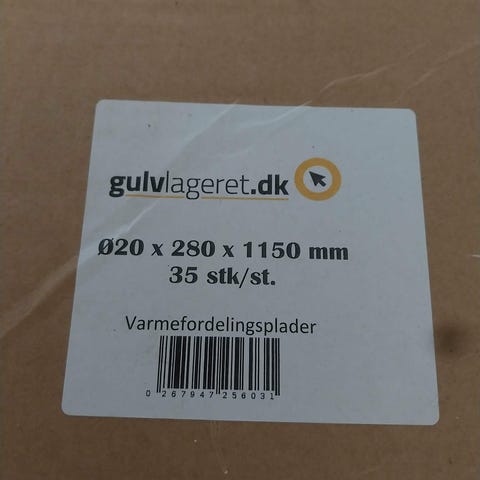 gulvlageret.dk
Ø20 x 280 x 1150 mm
35 stk/st.
Varmefordelingsplader
0 267947 256031